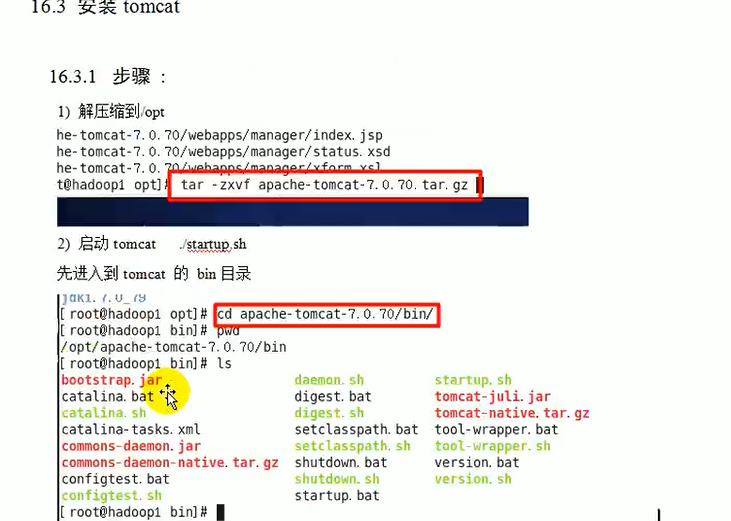 16.3 安装 tomcat
16.3.1 步骤：
1) 解压缩到/opt
he-tomcat-7.0.70/webapps/manager/index.jsp
he-tomcat-7.0.70/webapps/manager/status.xsd
he-tomcat-7.0.70/webapps/manager/xform.xsl
t@hadoop1 opt]# tar -zxvf apache-tomcat-7.0.70.tar.gz
2) 启动 tomcat ./startup.sh
先进入到 tomcat 的 bin 目录
jdk1.7.0_79
[root@hadoop1 opt]# cd apache-tomcat-7.0.70/bin/
[root@hadoop1 bin]# pwd
/opt/apache-tomcat-7.0.70/bin
[root@hadoop1 bin]# ls
bootstrap.jar daemon.sh startup.sh
catalina.bat digest.bat tomcat-juli.jar
catalina.sh digest.sh tomcat-native.tar.gz
catalina-tasks.xml setclasspath.bat tool-wrapper.bat
commons-daemon.jar setclasspath.sh tool-wrapper.sh
commons-daemon-native.tar.gz shutdown.bat version.bat
configtest.bat shutdown.sh version.sh
configtest.sh startup.bat
[root@hadoop1 bin]#